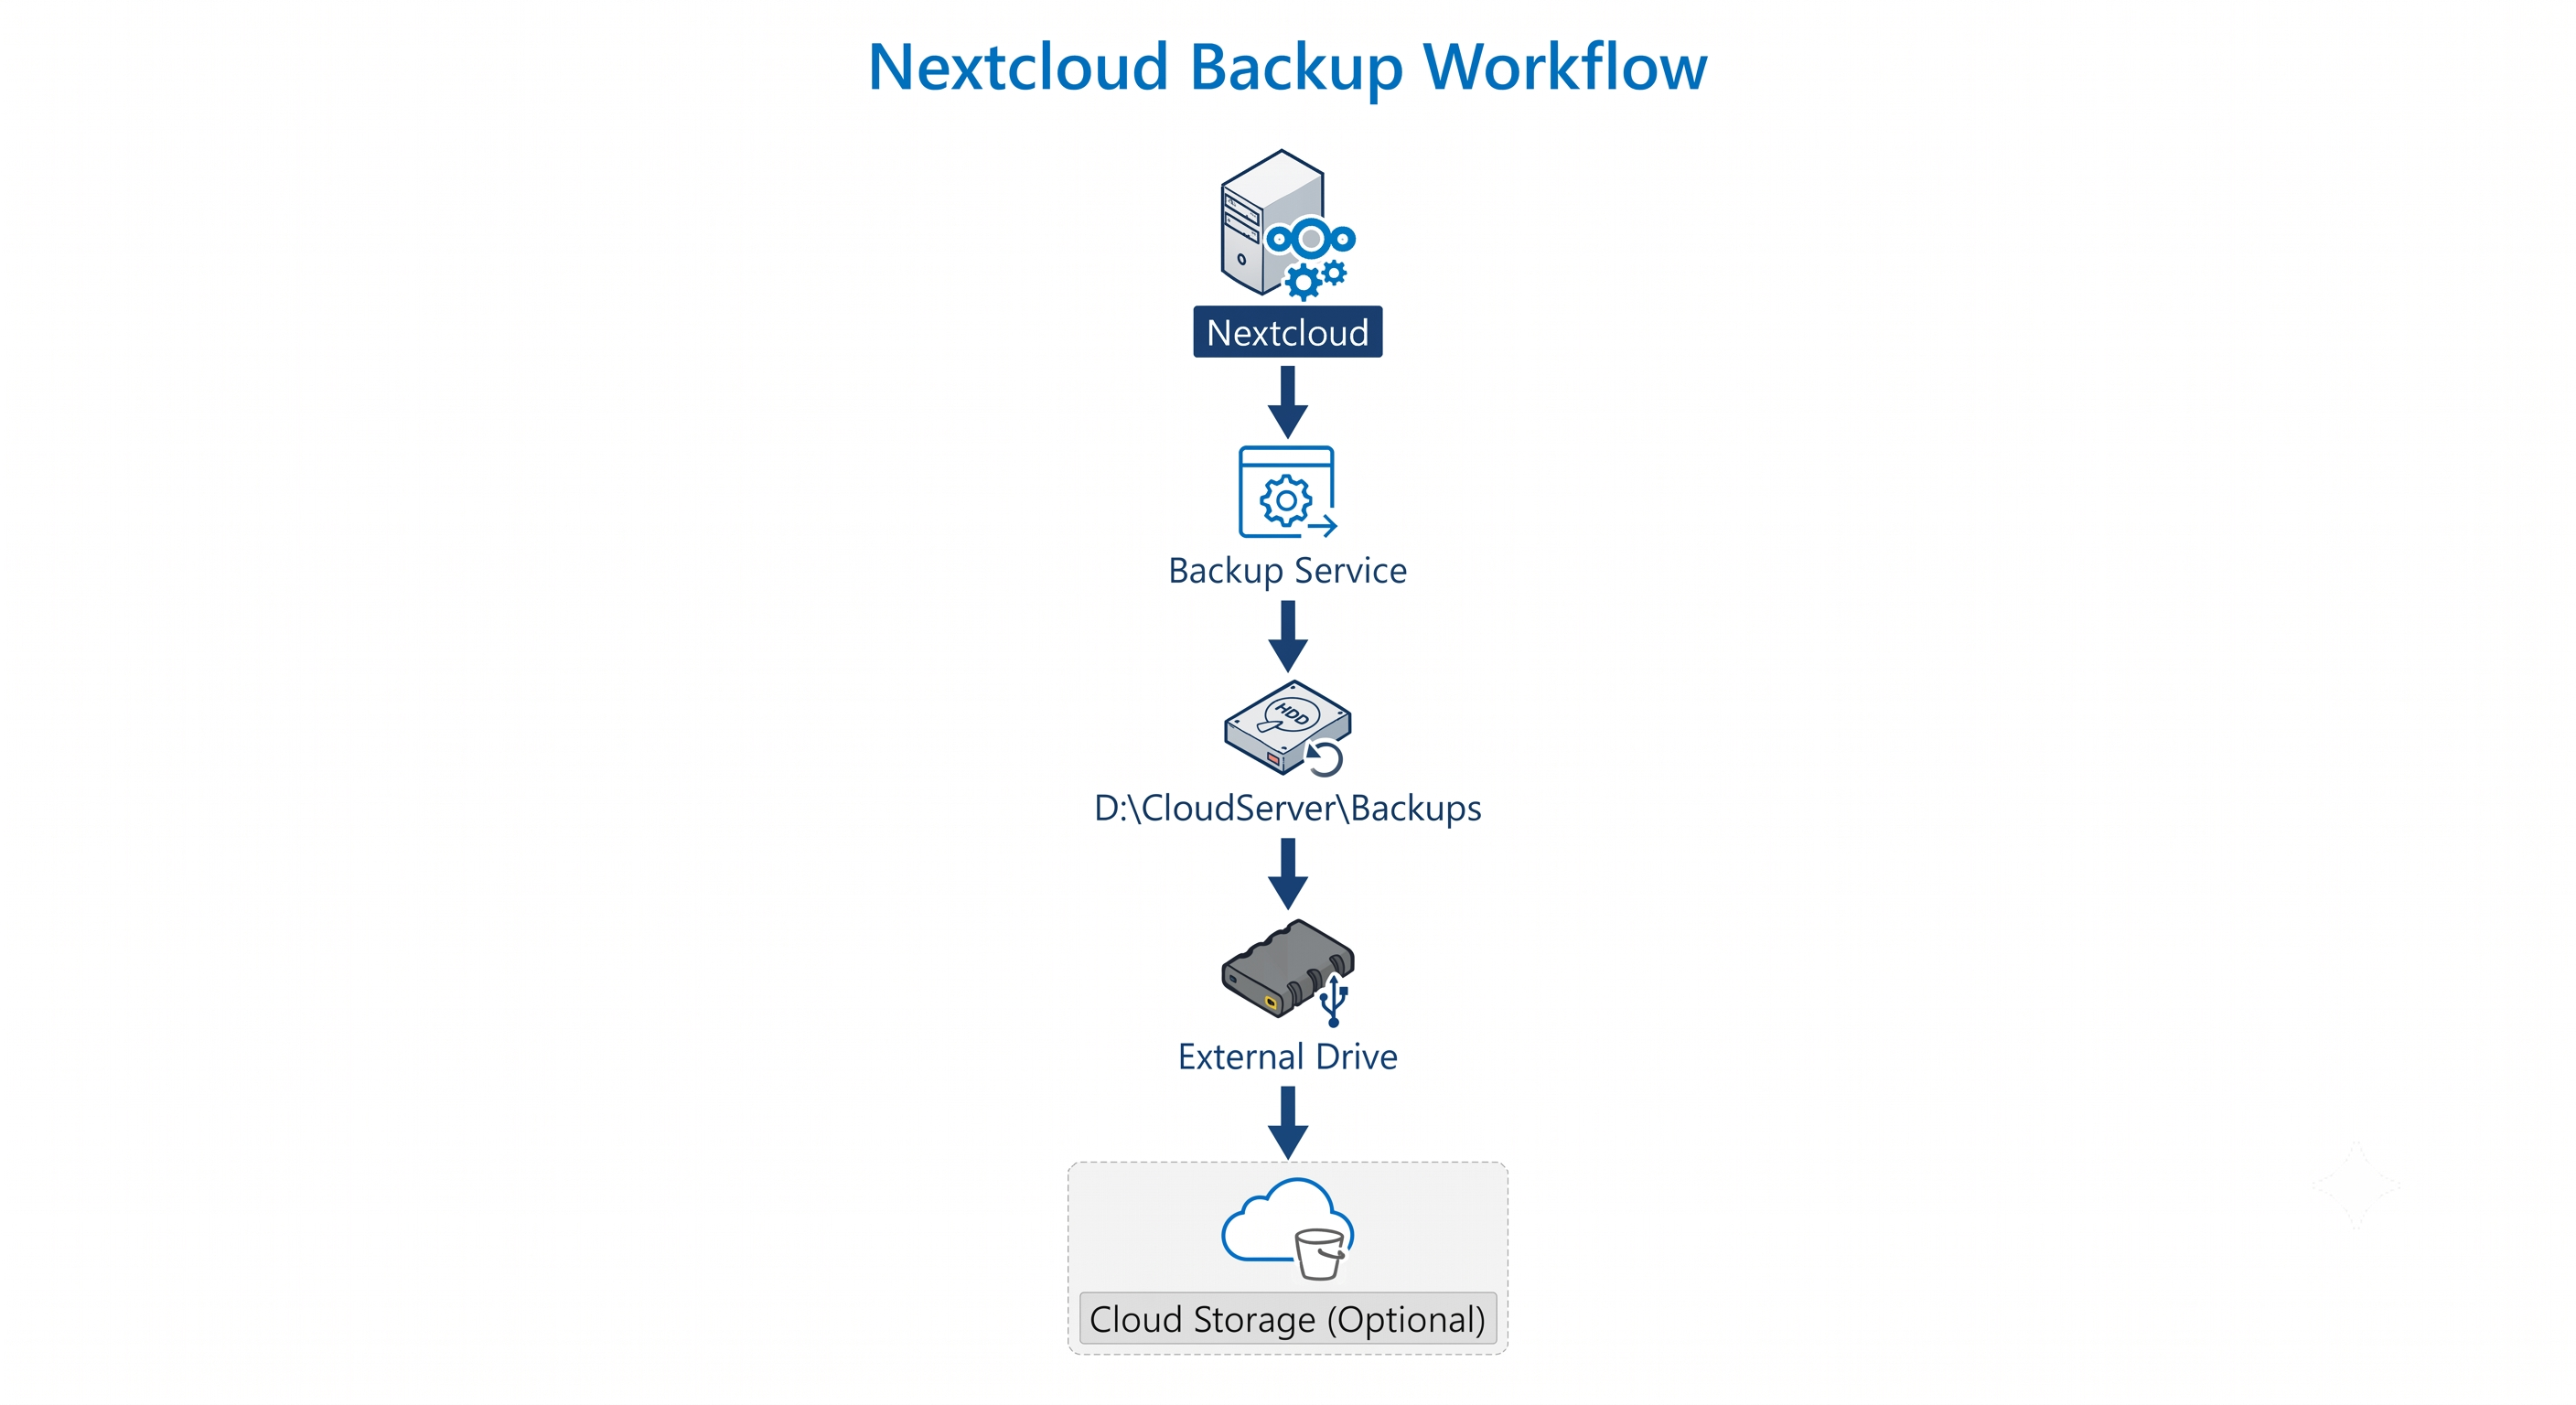 Nextcloud Backup Workflow
Nextcloud
Backup Service
HDD
D:\CloudServer\Backups
External Drive
Cloud Storage (Optional)